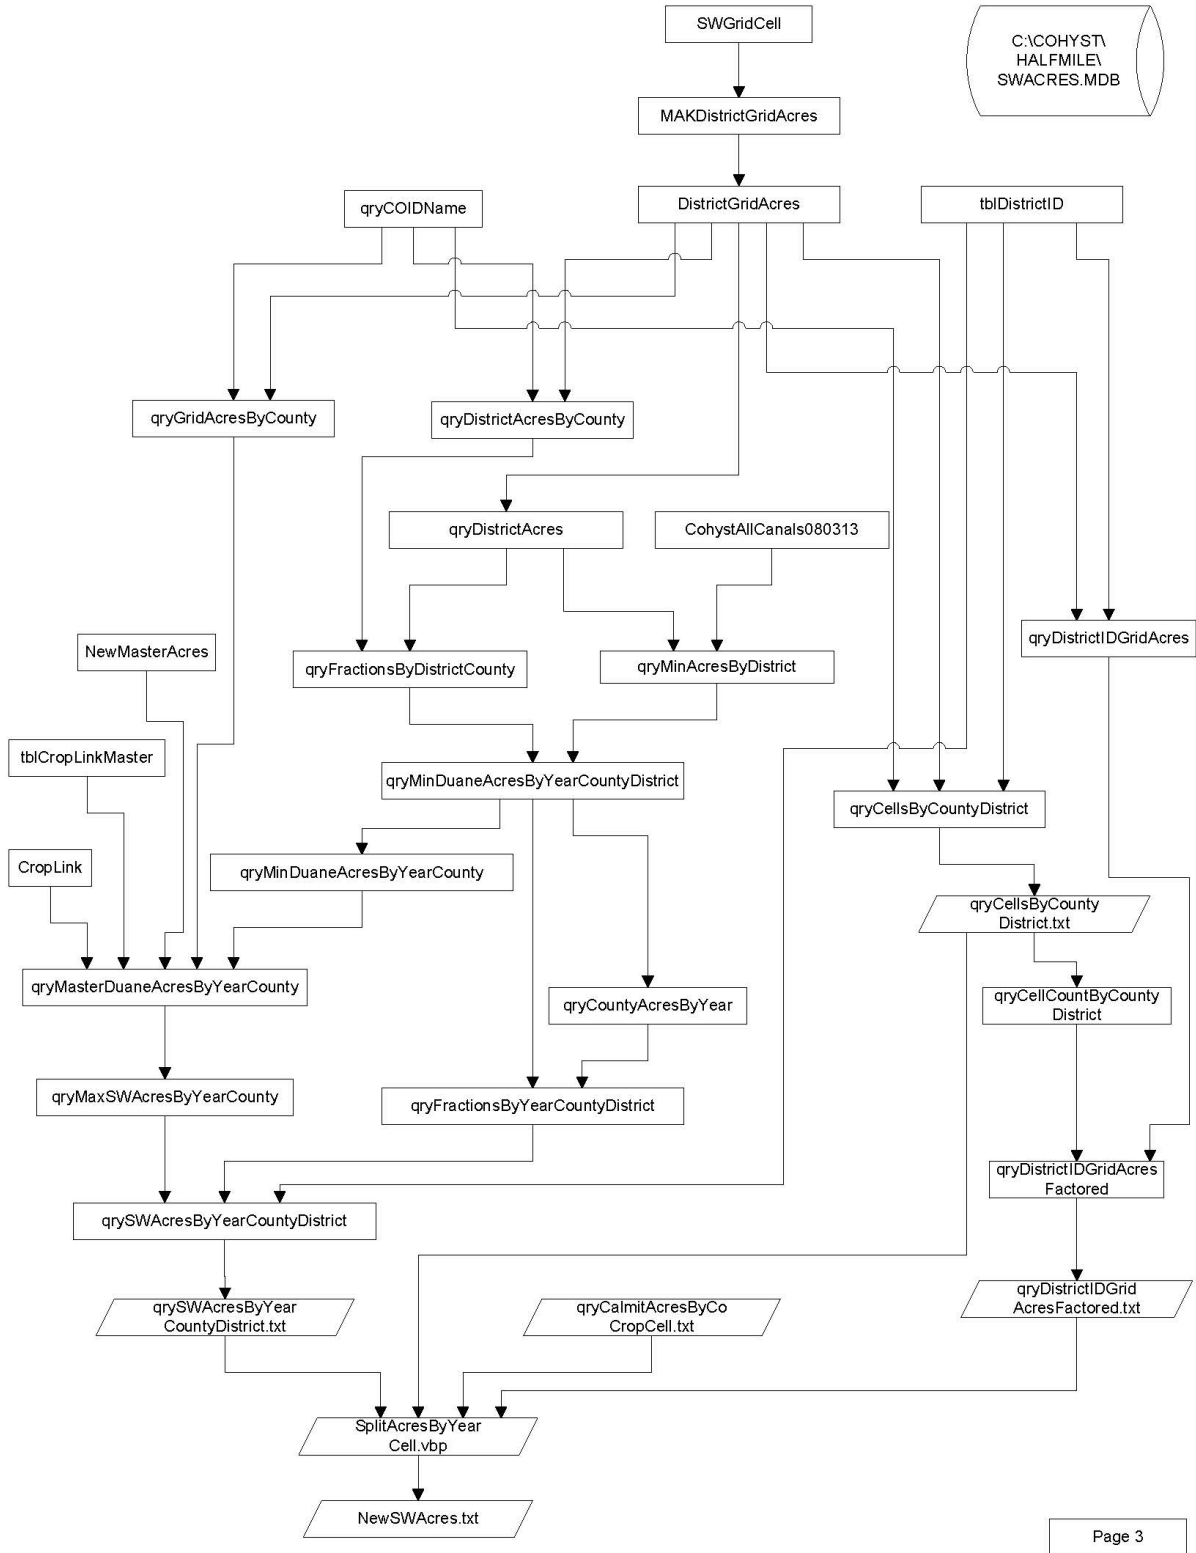 SWGridCell
C:\COHYST\
HALFMILE\
SWACRES.MDB
MAKDistrictGridAcres
qryCOIDName
DistrictGridAcres
tblDistrictID
qryGridAcresByCounty
qryDistrictAcresByCounty
qryDistrictAcres
CohystAllCanals080313
NewMasterAcres
qryFractionsByDistrictCounty
qryMinAcresByDistrict
qryDistrictIDGridAcres
tblCropLinkMaster
qryMinDuaneAcresByYearCountyDistrict
qryCellsByCountyDistrict
CropLink
qryMinDuaneAcresByYearCounty
qryCellsByCounty
District.txt
qryMasterDuaneAcresByYearCounty
qryCountyAcresByYear
qryCellCountByCounty
District
qryMaxSWAcresByYearCounty
qryFractionsByYearCountyDistrict
qryDistrictIDGridAcres
Factored
qrySWAcresByYearCountyDistrict
qrySWAcresByYear
CountyDistrict.txt
qryCalmitAcresByCo
CropCell.txt
qryDistrictIDGrid
AcresFactored.txt
SplitAcresByYear
Cell.vbp
NewSWAcres.txt
Page 3